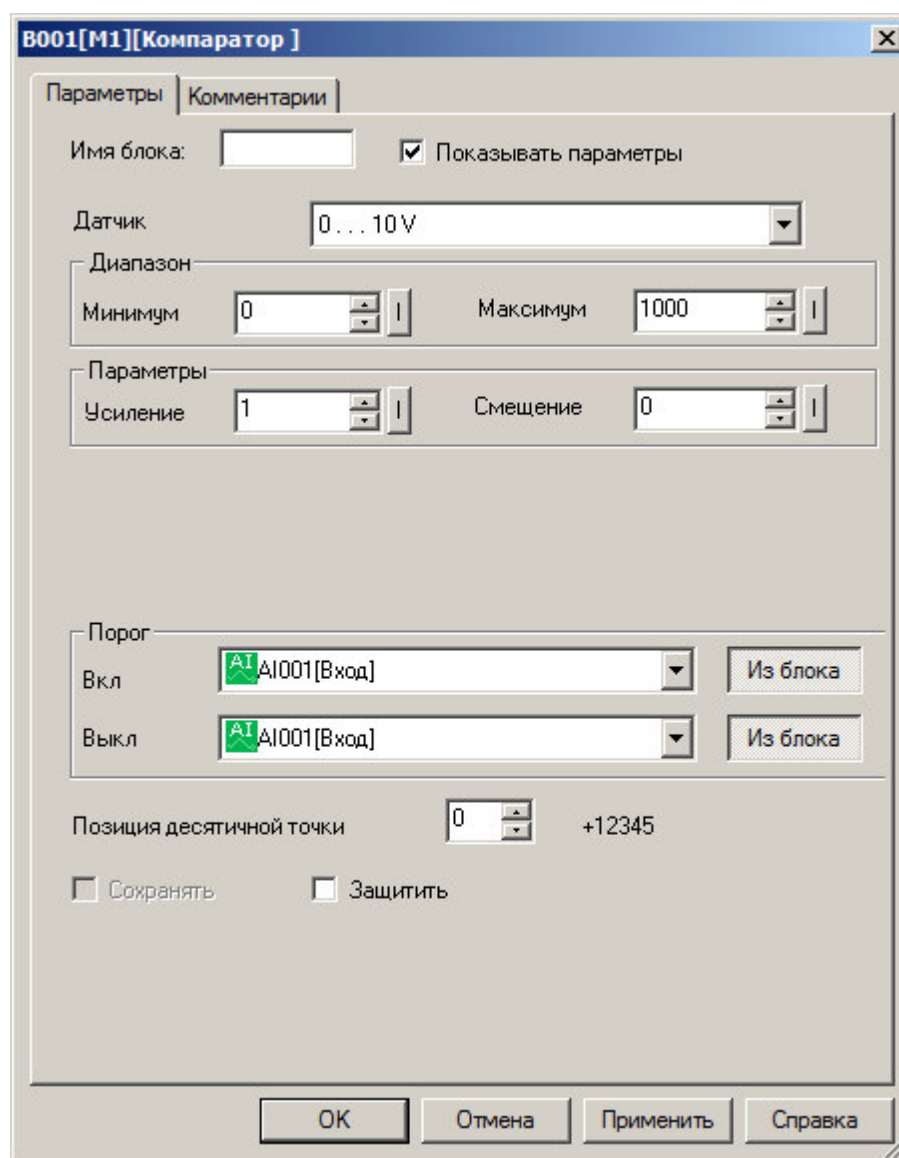 B001[M1][Компаратор ]
Параметры Комментарии
Имя блока: Показывать параметры
Датчик 0 . . . 10 V
Диапазон
Минимум 0 Максимум 1000
Параметры
Усиление 1 Смещение 0
Порог
Вкл AI AI001[Вход] Из блока
Выкл AI AI001[Вход] Из блока
Позиция десятичной точки 0 +12345
Сохранять Защитить
OK Отмена Применить Справка